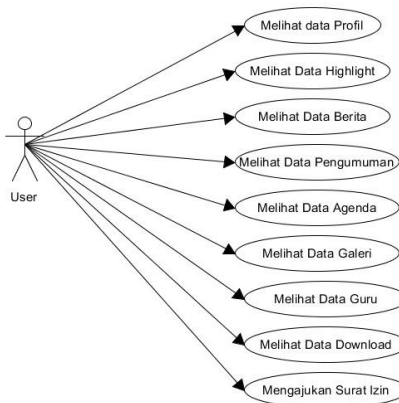 Melihat data Profil
Melihat Data Highlight
Melihat Data Berita
Melihat Data Pengumuman
User
Melihat Data Agenda
Melihat Data Galeri
Melihat Data Guru
Melihat Data Download
Mengajukan Surat Izin